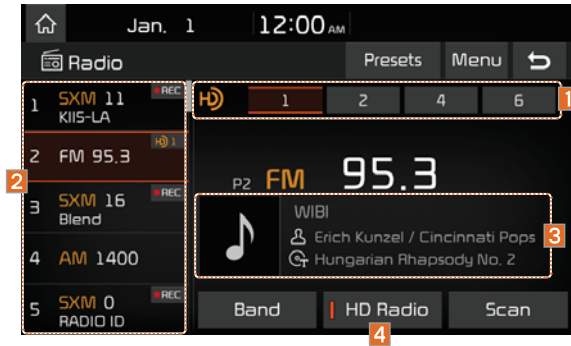 Jan. 1 12:00 AM
Radio Presets Menu
1 SXM 11 REC
KIIS-LA
2 FM 95.3 HD 1
3 SXM 16 REC
Blend
4 AM 1400
5 SXM 0 REC
RADIO ID
2
HD 1 2 4 6
1
P2 FM 95.3
WIBI
Erich Kunzel / Cincinnati Pops
Hungarian Rhapsody No. 2
3
Band HD Radio Scan
4